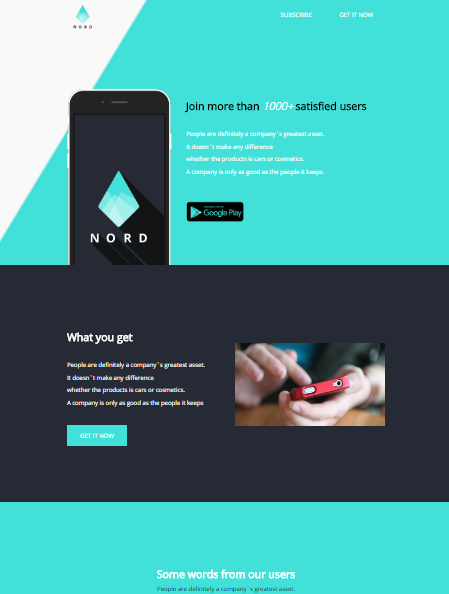 NORD
SUBSCRIBE GET IT NOW
Join more than 1000+ satisfied users
People are definitely a company`s greatest asset.
It doesn`t make any difference
whether the products is cars or cosmetics.
A company is only as good as the people it keeps.
Google Play
NORD
What you get
People are definitely a company`s greatest asset.
It doesn`t make any difference
whether the products is cars or cosmetics.
A company is only as good as the people it keeps
GET IT NOW
Some words from our users
People are definitely a company`s greatest asset.